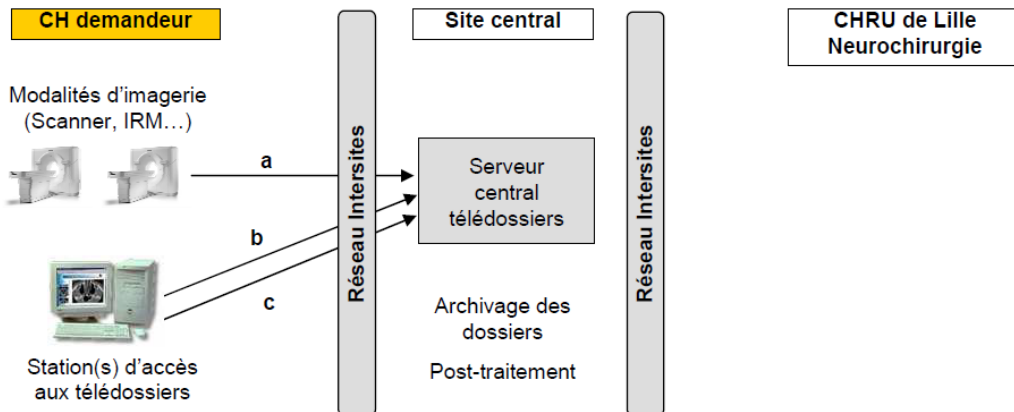 CH demandeur
Modalités d'imagerie
(Scanner, IRM…)
a
b
c
Station(s) d'accès
aux télédossiers
Réseau Intersites
Site central
Serveur
central
télédossiers
Archivage des
dossiers
Post-traitement
Réseau Intersites
CHRU de Lille
Neurochirurgie